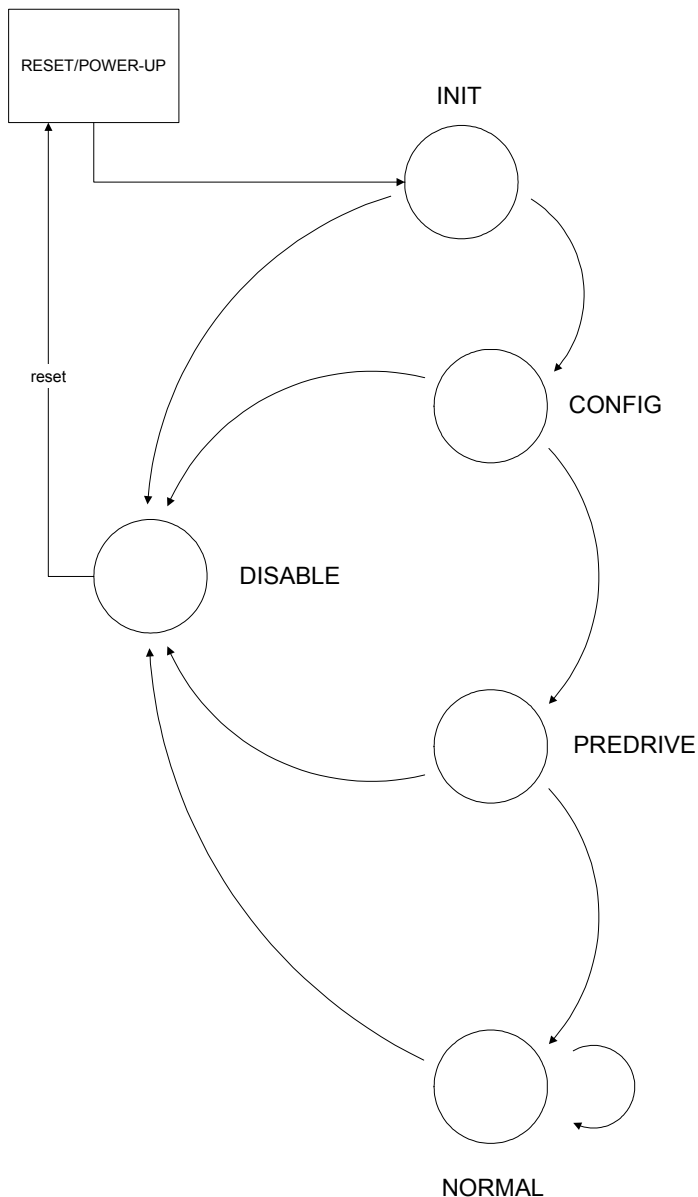 RESET/POWER-UP
INIT
reset
CONFIG
DISABLE
PREDRIVE
NORMAL